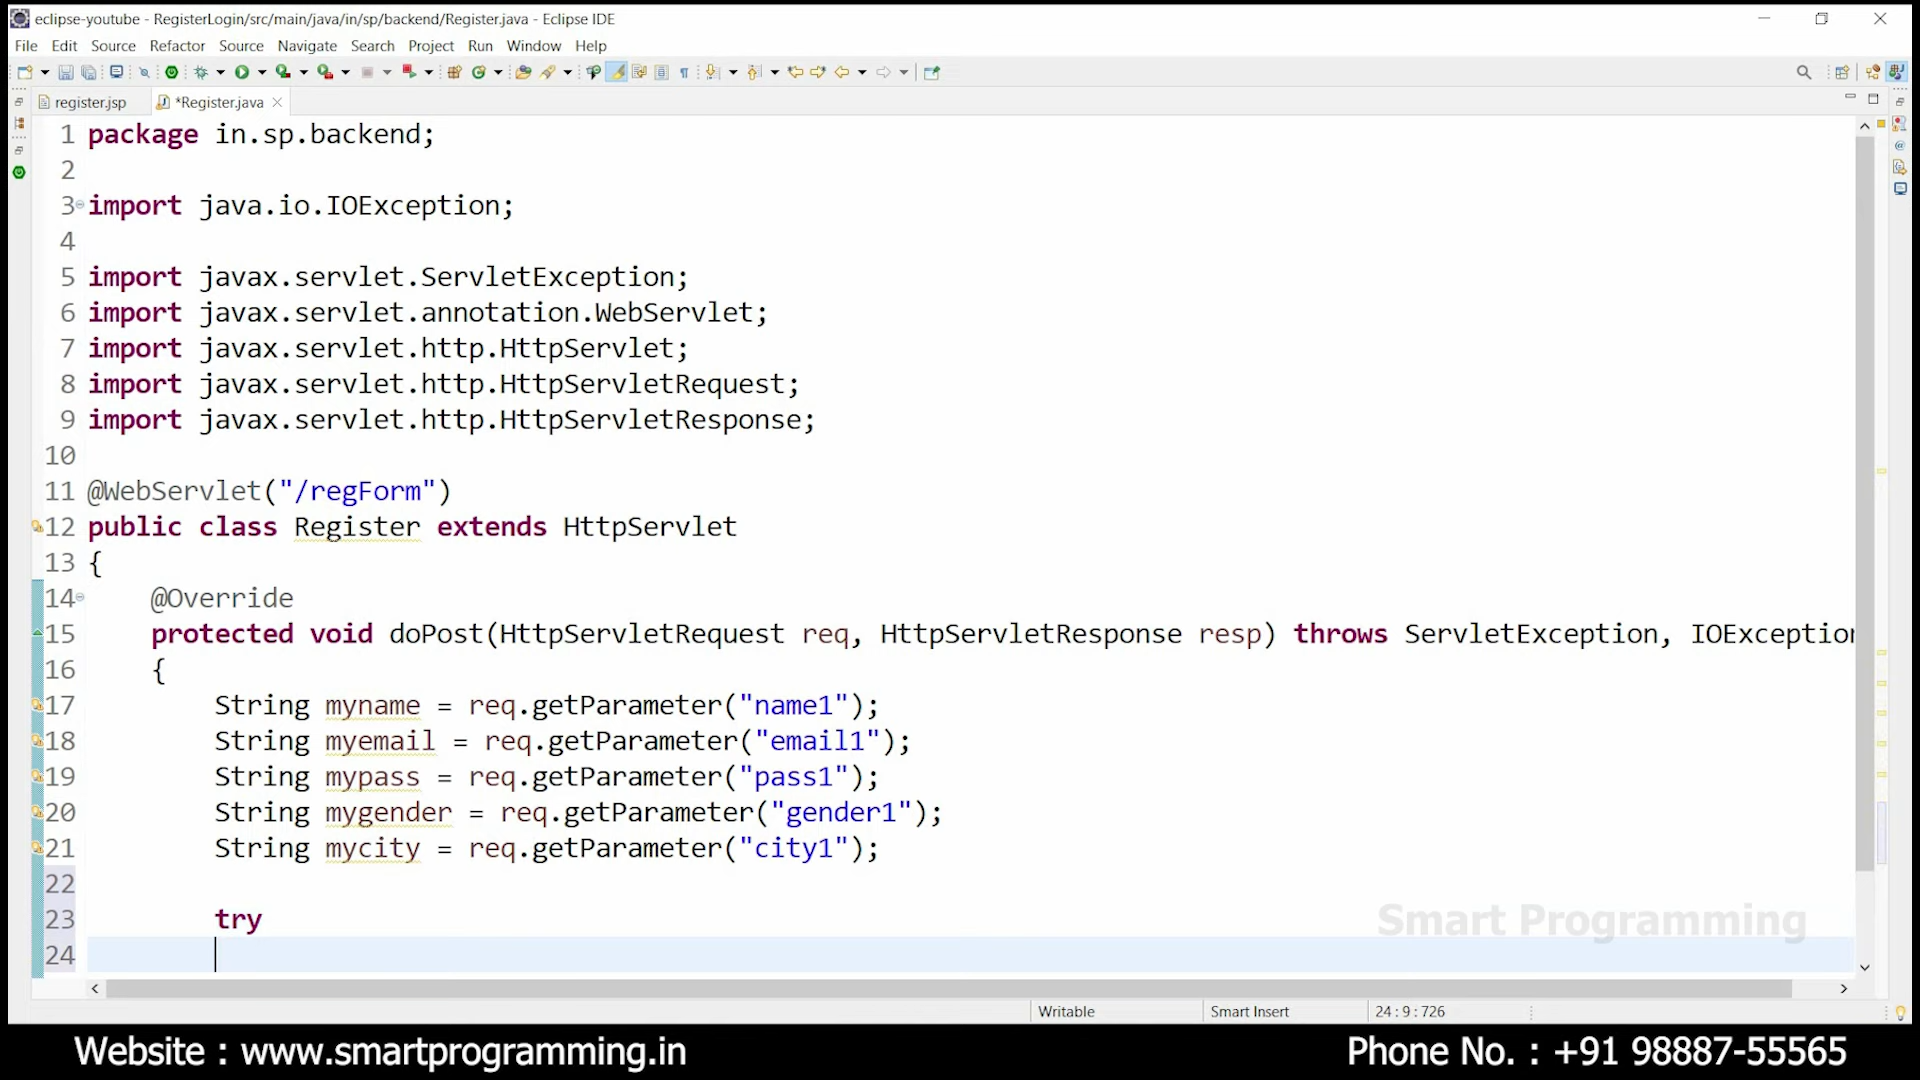 eclipse-youtube - RegisterLogin/src/main/java/in/sp/backend/Register.java - Eclipse IDE
File Edit Source Refactor Source Navigate Search Project Run Window Help
register.jsp *Register.java
1 package in.sp.backend;
2
3 import java.io.IOException;
4
5 import javax.servlet.ServletException;
6 import javax.servlet.annotation.WebServlet;
7 import javax.servlet.http.HttpServlet;
8 import javax.servlet.http.HttpServletRequest;
9 import javax.servlet.http.HttpServletResponse;
10
11 @WebServlet("/regForm")
12 public class Register extends HttpServlet
13 {
14 @Override
15 protected void doPost(HttpServletRequest req, HttpServletResponse resp) throws ServletException, IOException
16 {
17 String myname = req.getParameter("name1");
18 String myemail = req.getParameter("email1");
19 String mypass = req.getParameter("pass1");
20 String mygender = req.getParameter("gender1");
21 String mycity = req.getParameter("city1");
22
23 try
24
Smart Programming
Writable Smart Insert 24 : 9 : 726
Website : www.smartprogramming.in Phone No. : +91 98887-55565